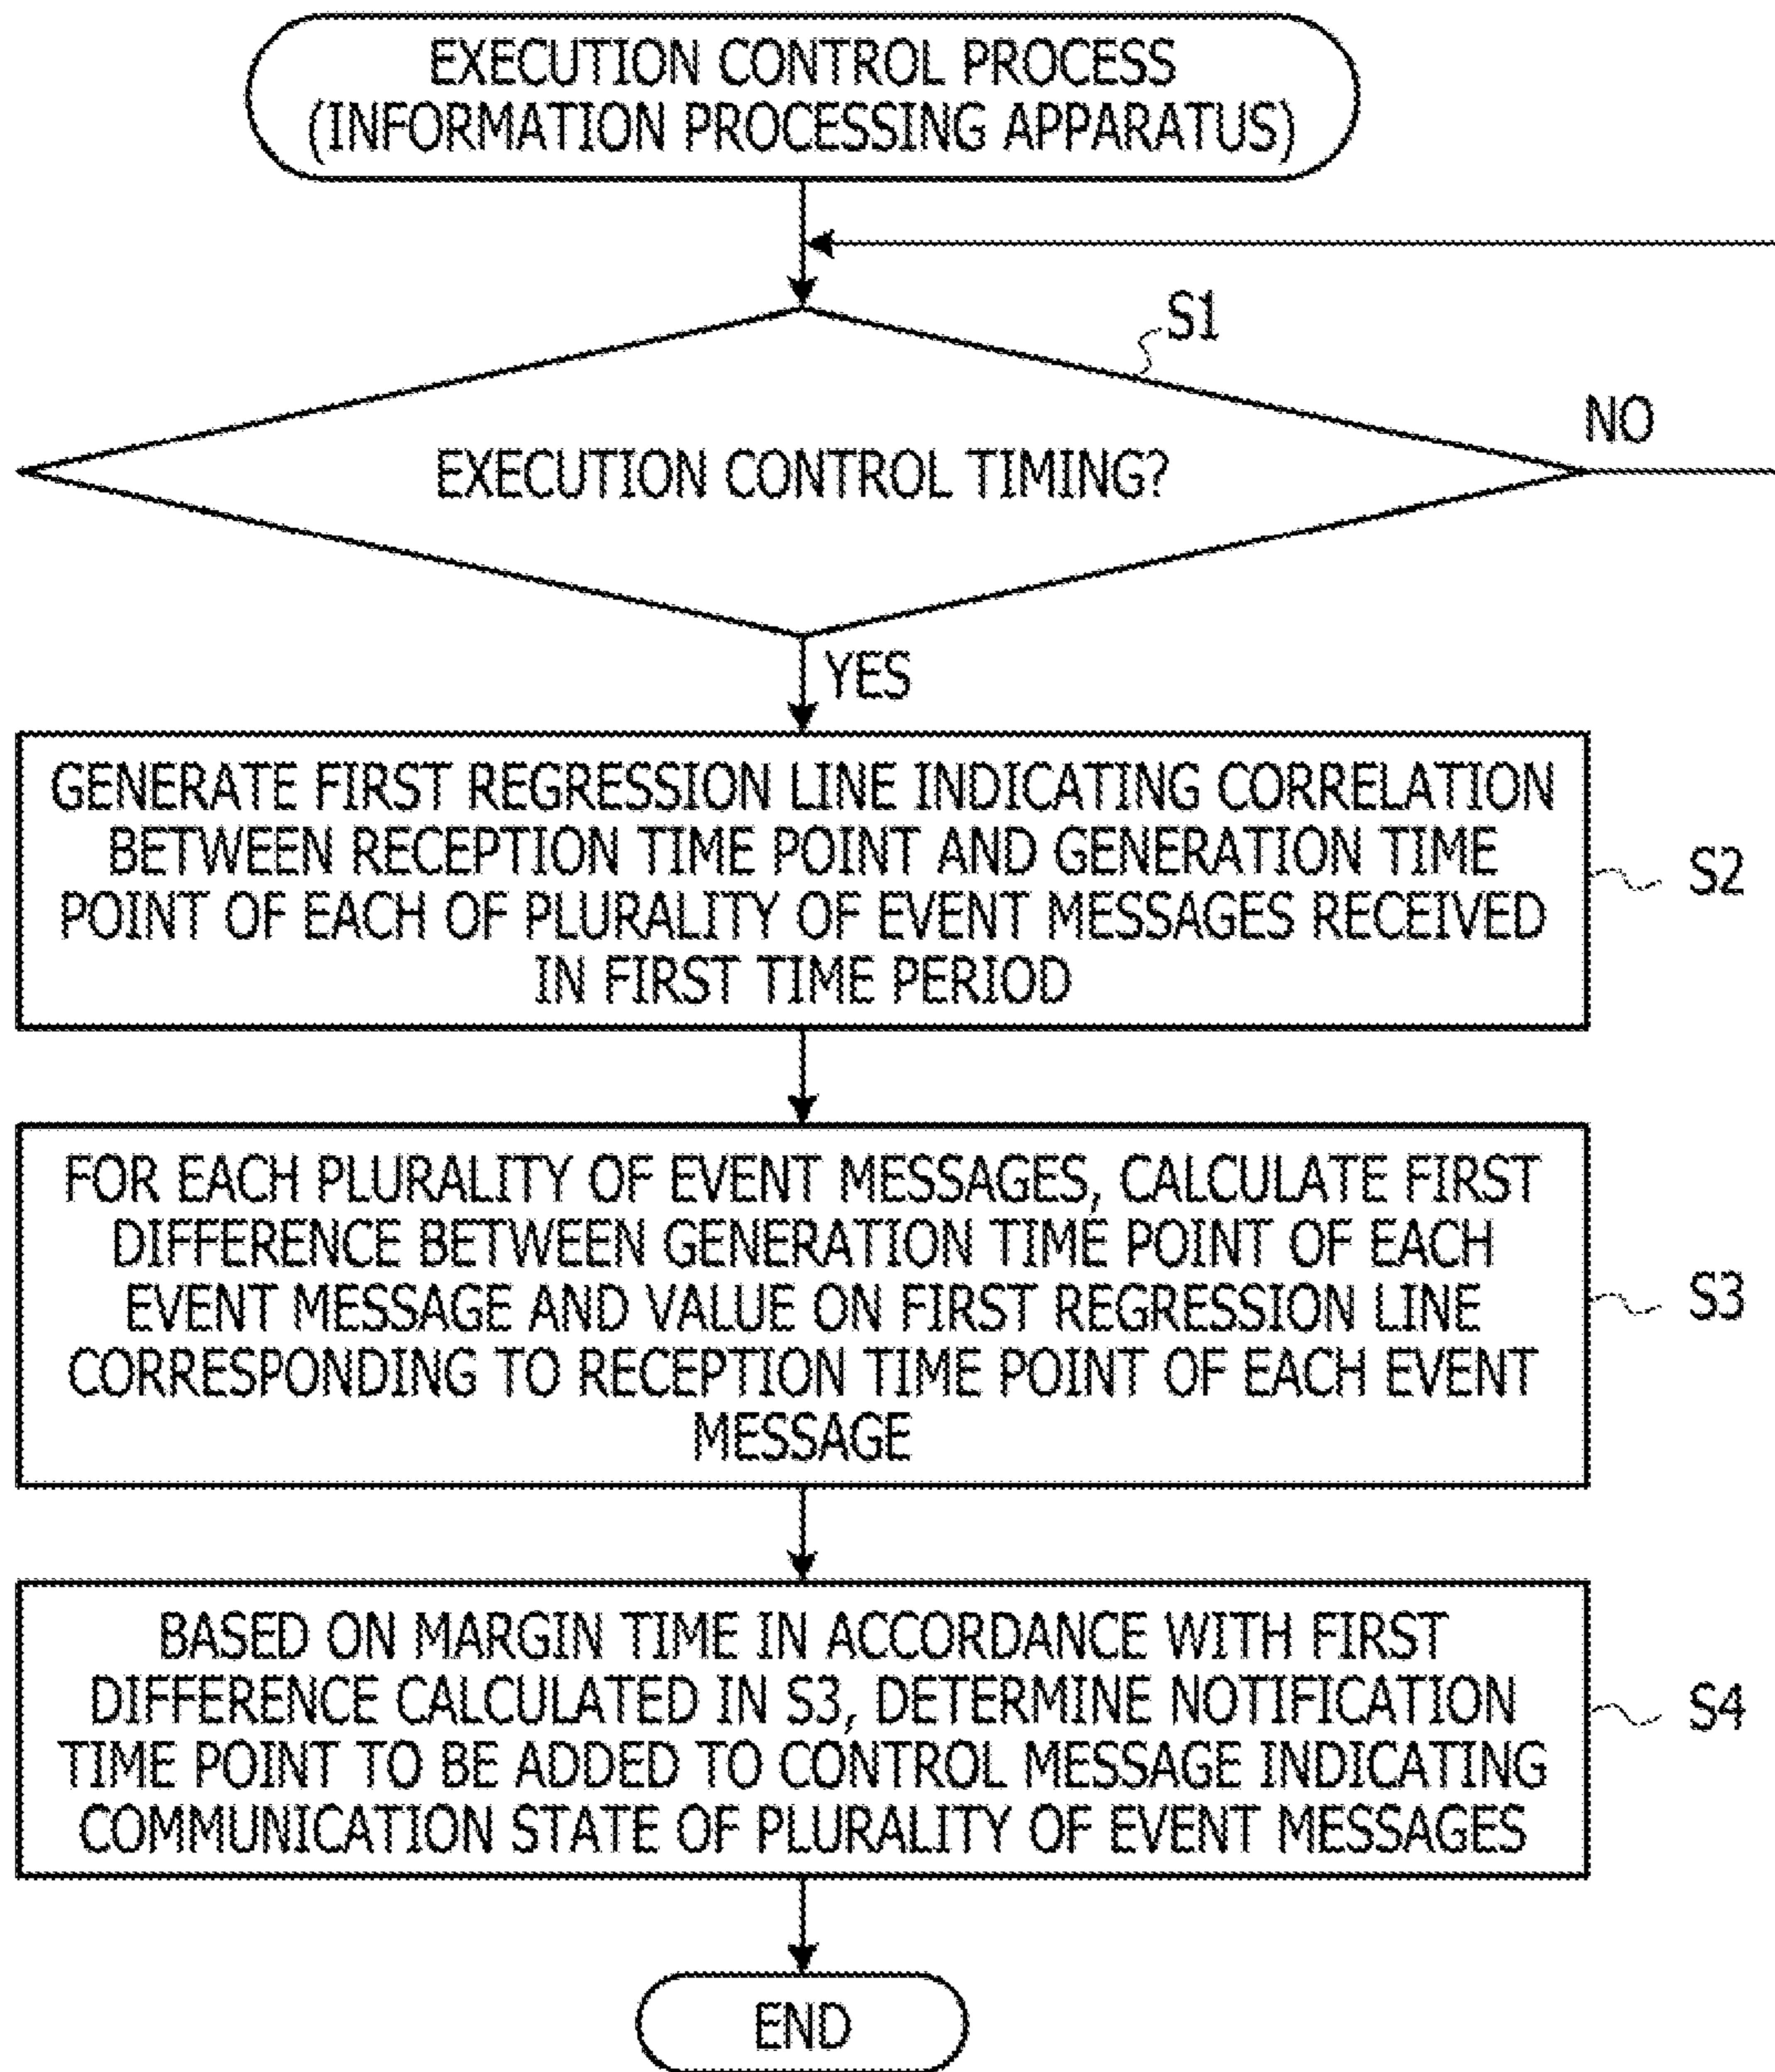 EXECUTION CONTROL PROCESS
(INFORMATION PROCESSING APPARATUS)
S1
NO
EXECUTION CONTROL TIMING?
YES
GENERATE FIRST REGRESSION LINE INDICATING CORRELATION
BETWEEN RECEPTION TIME POINT AND GENERATION TIME
POINT OF EACH OF PLURALITY OF EVENT MESSAGES RECEIVED
IN FIRST TIME PERIOD
S2
FOR EACH PLURALITY OF EVENT MESSAGES, CALCULATE FIRST
DIFFERENCE BETWEEN GENERATION TIME POINT OF EACH
EVENT MESSAGE AND VALUE ON FIRST REGRESSION LINE
CORRESPONDING TO RECEPTION TIME POINT OF EACH EVENT
MESSAGE
S3
BASED ON MARGIN TIME IN ACCORDANCE WITH FIRST
DIFFERENCE CALCULATED IN S3, DETERMINE NOTIFICATION
TIME POINT TO BE ADDED TO CONTROL MESSAGE INDICATING
COMMUNICATION STATE OF PLURALITY OF EVENT MESSAGES
S4
END